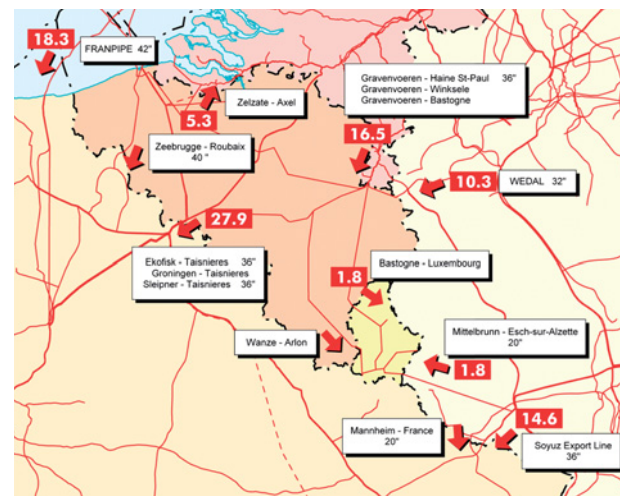 18.3
FRANPIPE 42"
Gravenvoeren - Haine St-Paul 36"
Gravenvoeren - Winksele
Gravenvoeren - Bastogne
Zelzate - Axel
5.3
16.5
Zeebrugge - Roubaix
40 "
10.3
WEDAL 32"
27.9
Ekofisk - Taisnieres 36"
Groningen - Taisnieres
Sleipner - Taisnieres 36"
Bastogne - Luxembourg
1.8
Wanze - Arlon
Mittelbrunn - Esch-sur-Alzette
20"
1.8
Mannheim - France
20"
14.6
Soyuz Export Line
36"